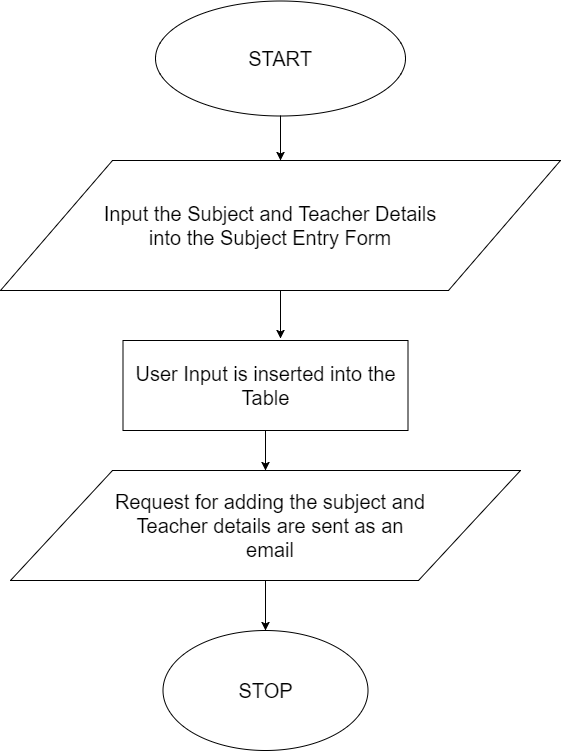 START
Input the Subject and Teacher Details
into the Subject Entry Form
User Input is inserted into the
Table
Request for adding the subject and
Teacher details are sent as an
email
STOP